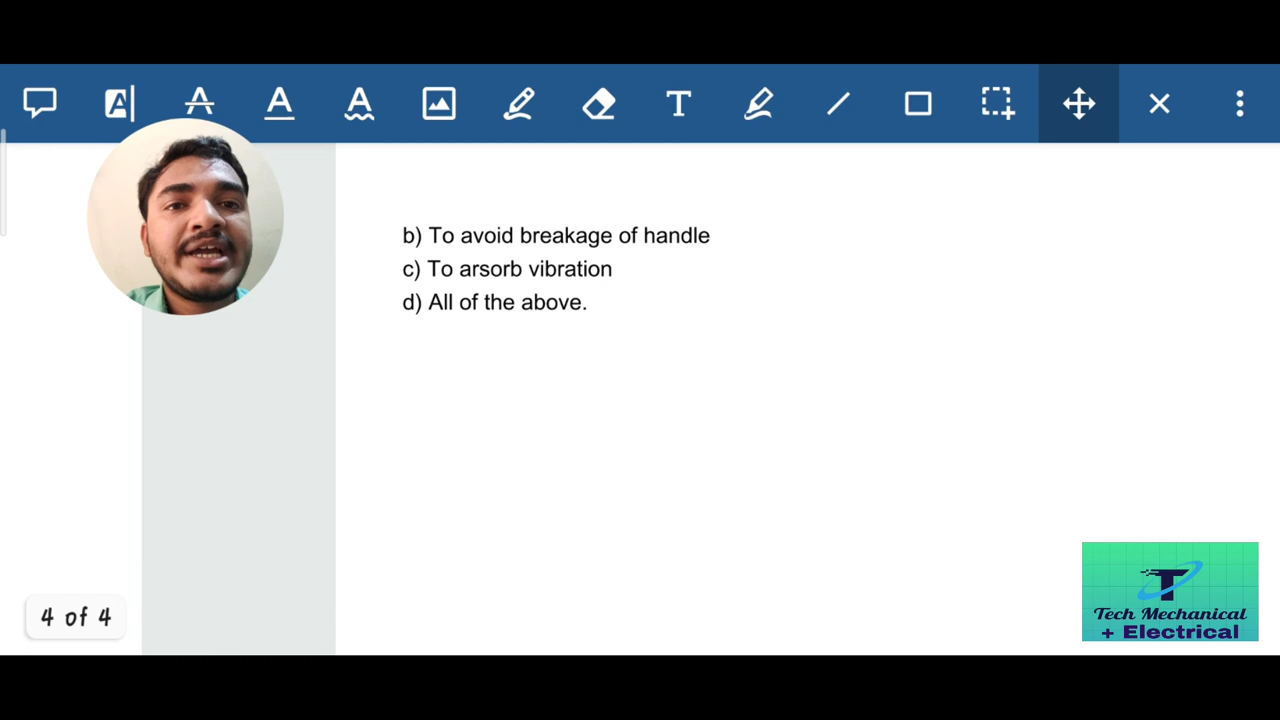 b) To avoid breakage of handle
c) To arsorb vibration
d) All of the above.
4 of 4
Tech Mechanical
+ Electrical